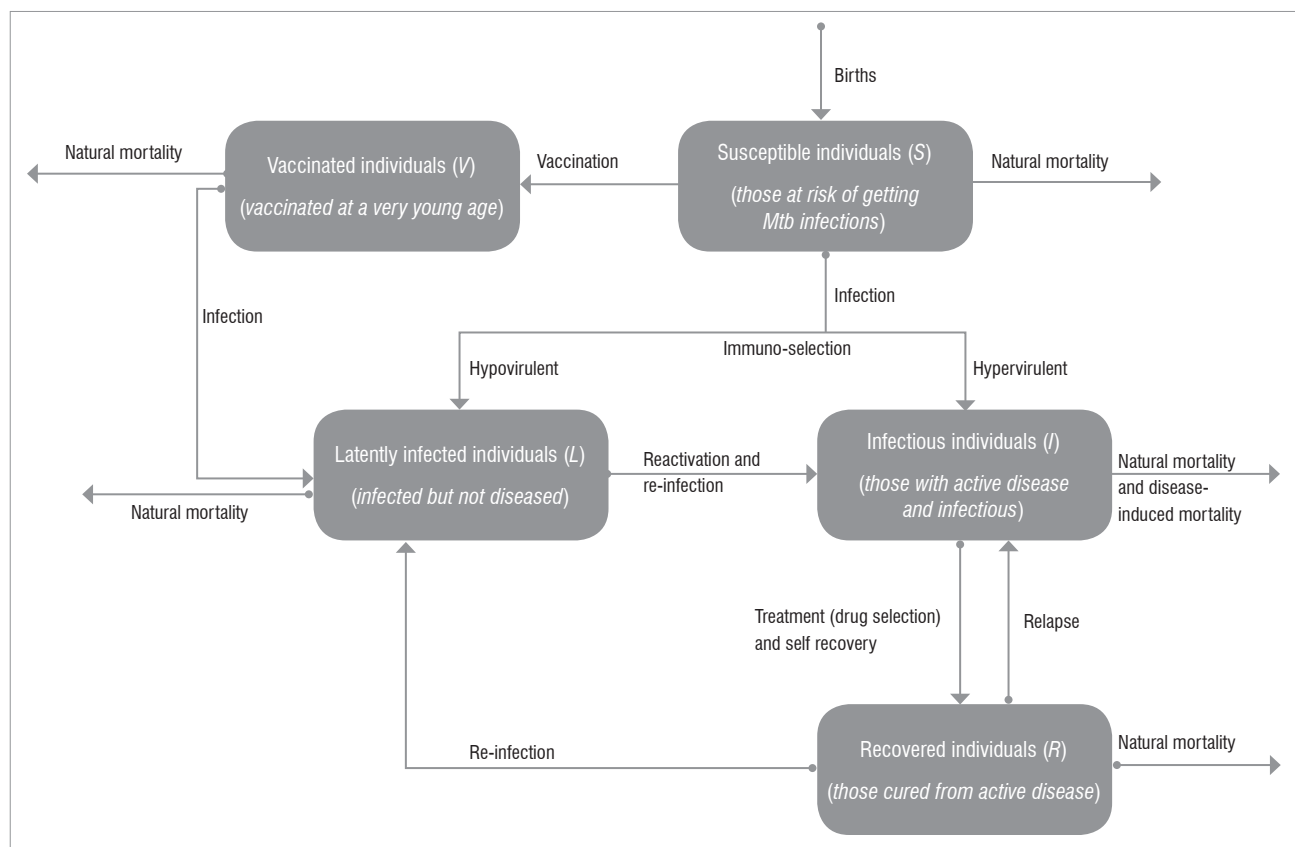 Births
Natural mortality
Vaccinated individuals (V)
(vaccinated at a very young age)
Vaccination
Susceptible individuals (S)
(those at risk of getting
Mtb infections)
Natural mortality
Infection
Infection
Immuno-selection
Hypovirulent
Hypervirulent
Latently infected individuals (L)
(infected but not diseased)
Natural mortality
Reactivation and
re-infection
Infectious individuals (I)
(those with active disease
and infectious)
Natural mortality
and disease-
induced mortality
Treatment (drug selection)
and self recovery
Relapse
Re-infection
Recovered individuals (R)
(those cured from active disease)
Natural mortality